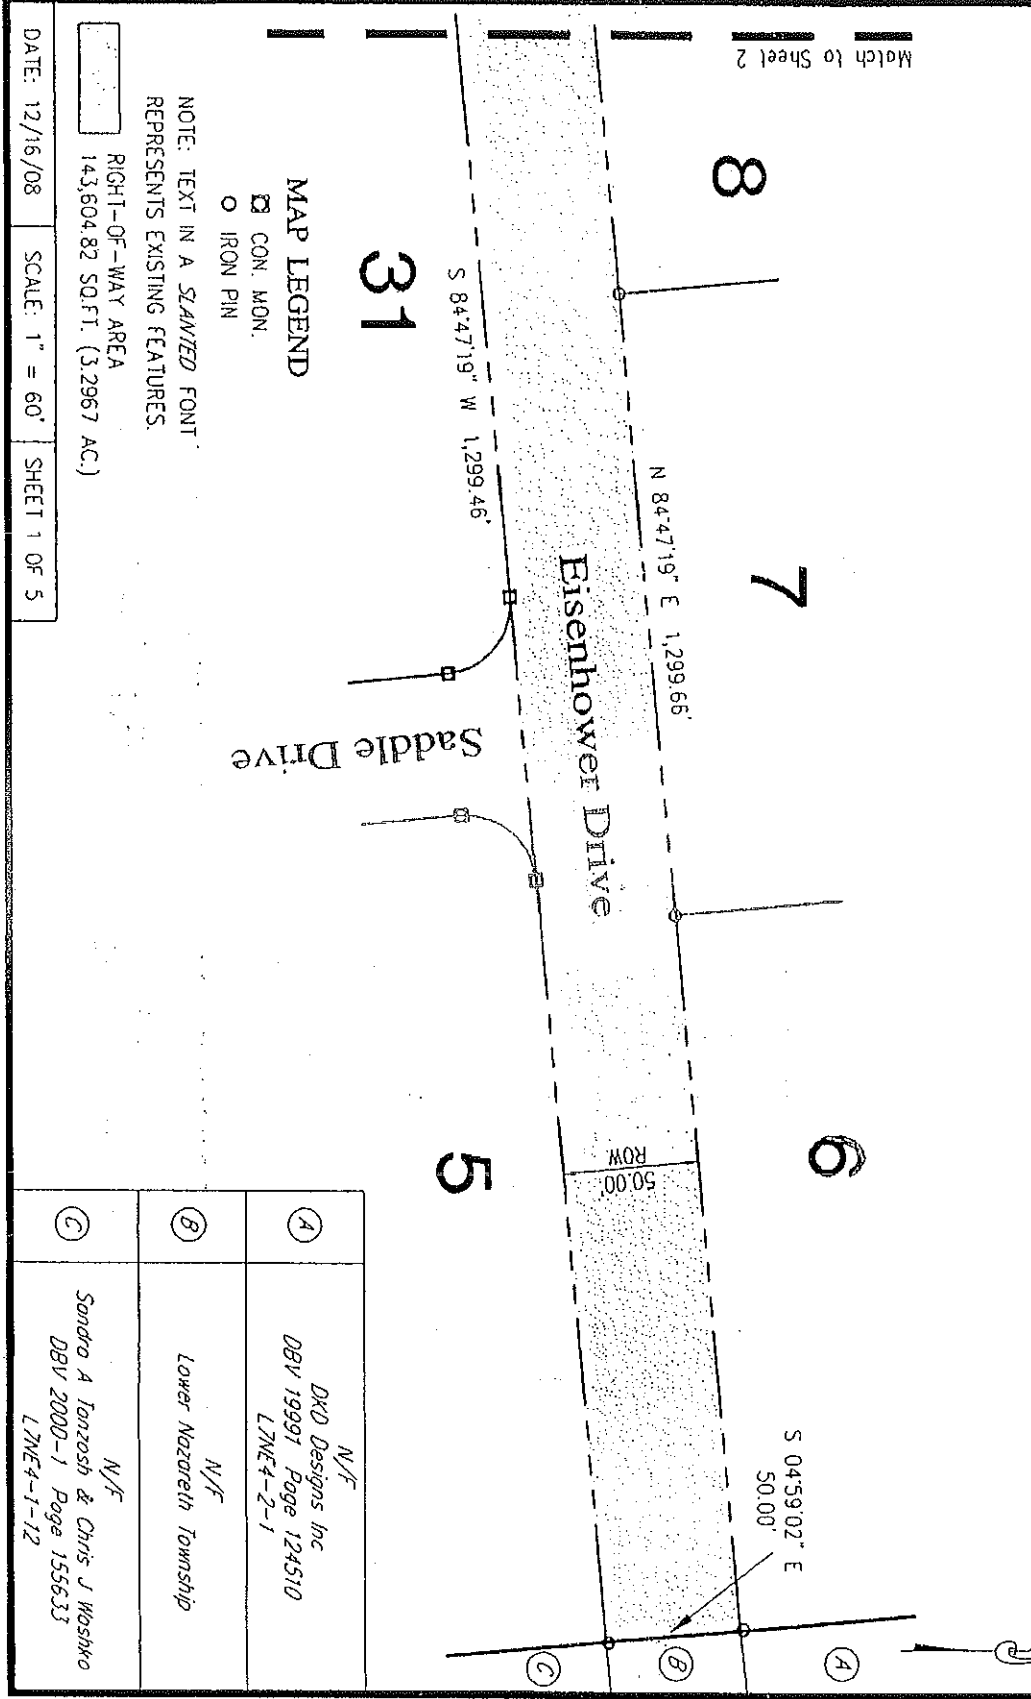 Match to Sheet 2
8
7
6
N 84°47'19" E 1,299.66'
Eisenhower Drive
S 84°47'19" W 1,299.46'
50.00'
ROW
S 04°59'02" E
50.00'
A
B
C
31
Saddle Drive
5
MAP LEGEND
CON. MON.
IRON PIN
NOTE: TEXT IN A SLANTED FONT
REPRESENTS EXISTING FEATURES.
RIGHT-OF-WAY AREA
143,604.82 SQ.FT. (3.2967 AC.)
DATE: 12/16/08 SCALE: 1" = 60' SHEET 1 OF 5
A
N/F
DKO Designs Inc
DBV 19991 Page 124510
L7NE4-2-1
B
N/F
Lower Nazareth Township
C
N/F
Sandra A Tanzosh & Chris J Woshko
DBV 2000-1 Page 155633
L7NE4-1-12